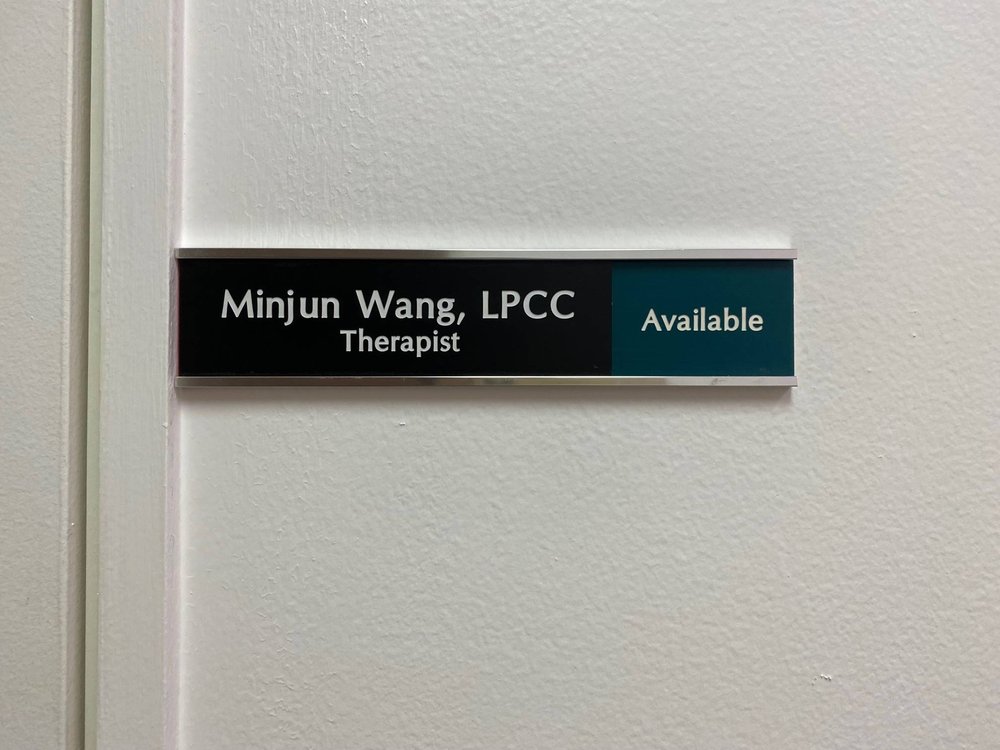 Minjun Wang, LPCC
Therapist
Available